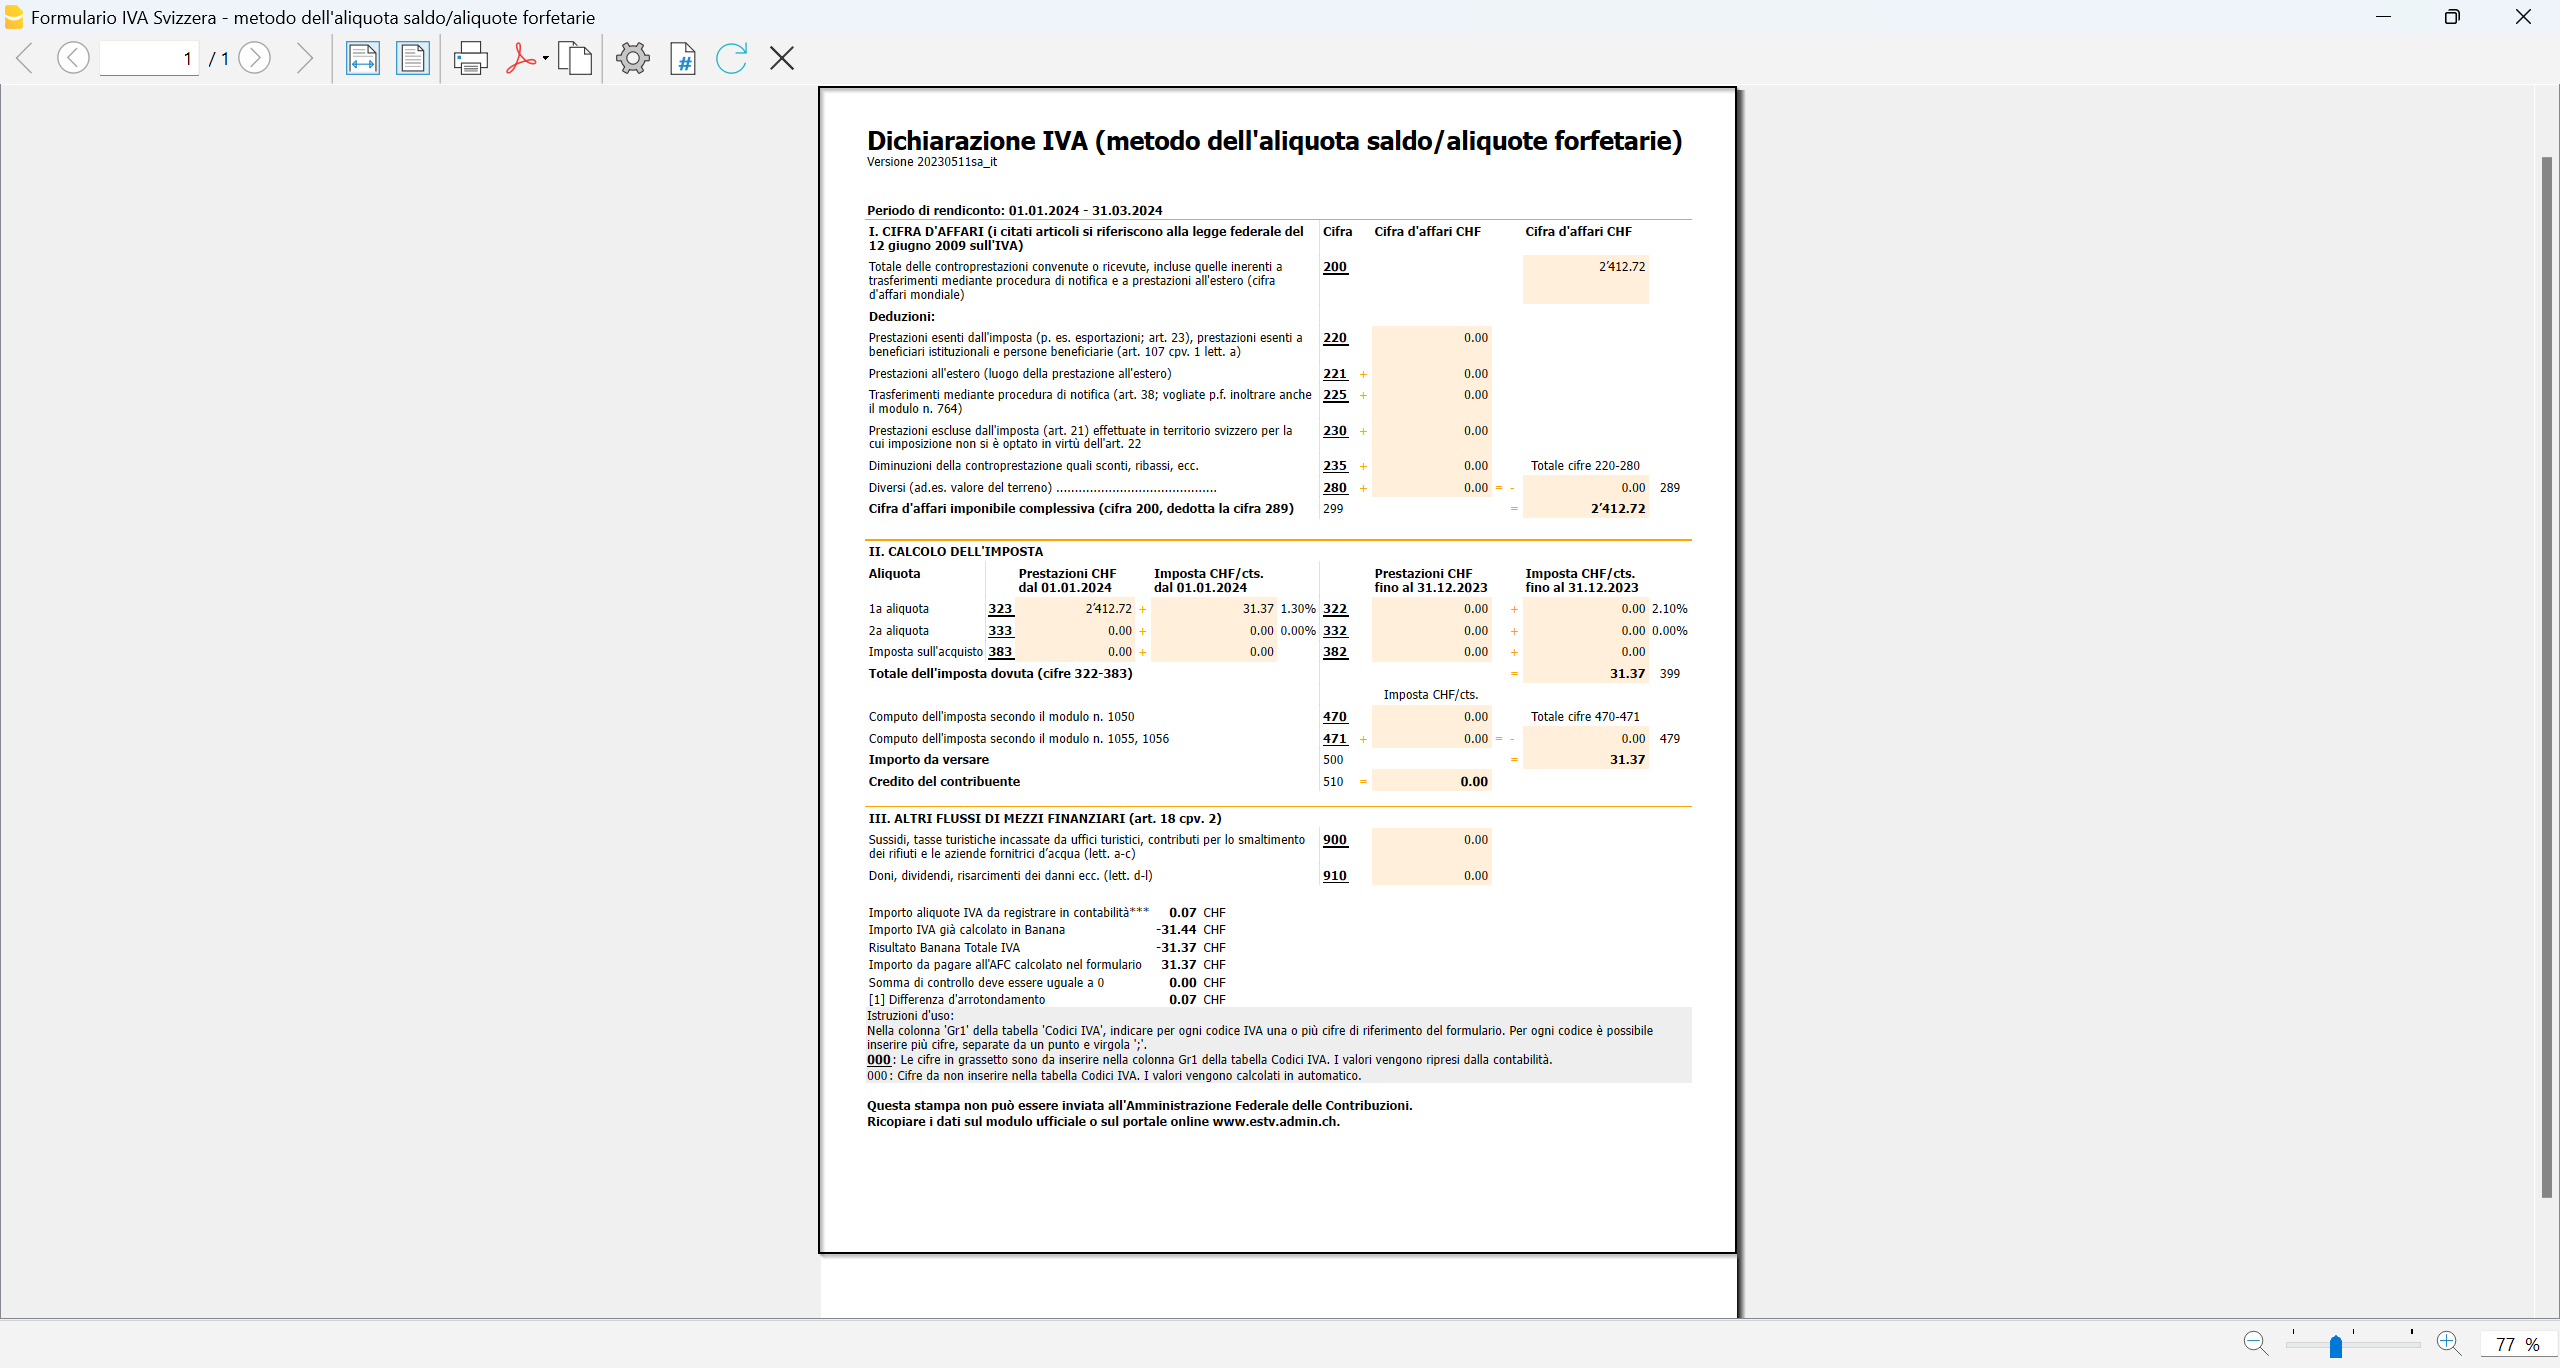 Formulario IVA Svizzera - metodo dell'aliquota saldo/aliquote forfetarie
1 / 1
#
Dichiarazione IVA (metodo dell'aliquota saldo/aliquote forfetarie)
Versione 20230511sa_it
Periodo di rendiconto: 01.01.2024 - 31.03.2024
I. CIFRA D'AFFARI (i citati articoli si riferiscono alla legge federale del Cifra Cifra d'affari CHF Cifra d'affari CHF
12 giugno 2009 sull'IVA)
Totale delle controprestazioni convenute o ricevute, incluse quelle inerenti a 200 2’412.72
trasferimenti mediante procedura di notifica e a prestazioni all'estero (cifra
d'affari mondiale)
Deduzioni:
Prestazioni esenti dall'imposta (p. es. esportazioni; art. 23), prestazioni esenti a 220 0.00
beneficiari istituzionali e persone beneficiarie (art. 107 cpv. 1 lett. a)
Prestazioni all'estero (luogo della prestazione all'estero) 221 + 0.00
Trasferimenti mediante procedura di notifica (art. 38; vogliate p.f. inoltrare anche 225 + 0.00
il modulo n. 764)
Prestazioni escluse dall'imposta (art. 21) effettuate in territorio svizzero per la 230 + 0.00
cui imposizione non si è optato in virtù dell'art. 22
Diminuzioni della controprestazione quali sconti, ribassi, ecc. 235 + 0.00 Totale cifre 220-280
Diversi (ad.es. valore del terreno) ........................................... 280 + 0.00 = - 0.00 289
Cifra d'affari imponibile complessiva (cifra 200, dedotta la cifra 289) 299 = 2’412.72
II. CALCOLO DELL'IMPOSTA
Aliquota Prestazioni CHF Imposta CHF/cts. Prestazioni CHF Imposta CHF/cts.
dal 01.01.2024 dal 01.01.2024 fino al 31.12.2023 fino al 31.12.2023
1a aliquota 323 2’412.72 + 31.37 1.30% 322 0.00 + 0.00 2.10%
2a aliquota 333 0.00 + 0.00 0.00% 332 0.00 + 0.00 0.00%
Imposta sull'acquisto 383 0.00 + 0.00 382 0.00 + 0.00
Totale dell'imposta dovuta (cifre 322-383) = 31.37 399
Imposta CHF/cts.
Computo dell'imposta secondo il modulo n. 1050 470 0.00 Totale cifre 470-471
Computo dell'imposta secondo il modulo n. 1055, 1056 471 + 0.00 = - 0.00 479
Importo da versare 500 = 31.37
Credito del contribuente 510 = 0.00
III. ALTRI FLUSSI DI MEZZI FINANZIARI (art. 18 cpv. 2)
Sussidi, tasse turistiche incassate da uffici turistici, contributi per lo smaltimento 900 0.00
dei rifiuti e le aziende fornitrici d’acqua (lett. a-c)
Doni, dividendi, risarcimenti dei danni ecc. (lett. d-l) 910 0.00
Importo aliquote IVA da registrare in contabilità*** 0.07 CHF
Importo IVA già calcolato in Banana -31.44 CHF
Risultato Banana Totale IVA -31.37 CHF
Importo da pagare all'AFC calcolato nel formulario 31.37 CHF
Somma di controllo deve essere uguale a 0 0.00 CHF
[1] Differenza d'arrotondamento 0.07 CHF
Istruzioni d'uso:
Nella colonna 'Gr1' della tabella 'Codici IVA', indicare per ogni codice IVA una o più cifre di riferimento del formulario. Per ogni codice è possibile
inserire più cifre, separate da un punto e virgola ';'.
000: Le cifre in grassetto sono da inserire nella colonna Gr1 della tabella Codici IVA. I valori vengono ripresi dalla contabilità.
000: Cifre da non inserire nella tabella Codici IVA. I valori vengono calcolati in automatico.
Questa stampa non può essere inviata all'Amministrazione Federale delle Contribuzioni.
Ricopiare i dati sul modulo ufficiale o sul portale online www.estv.admin.ch.
77 %